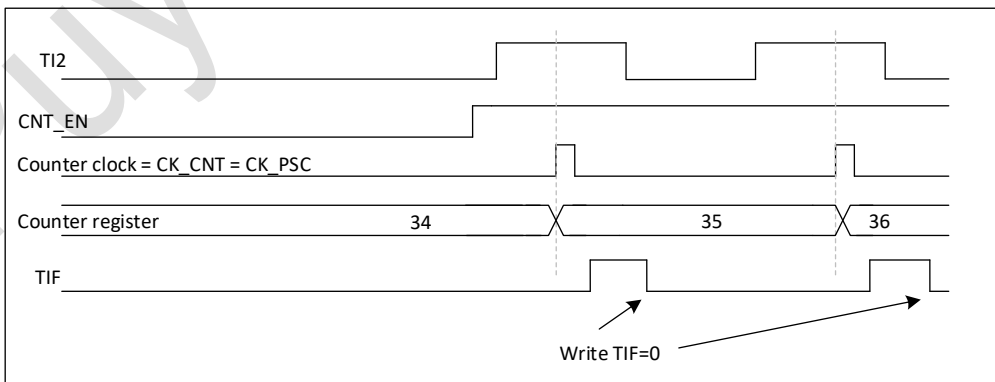 TI2
CNT_EN
Counter clock = CK_CNT = CK_PSC
Counter register 34 35 36
TIF
Write TIF=0